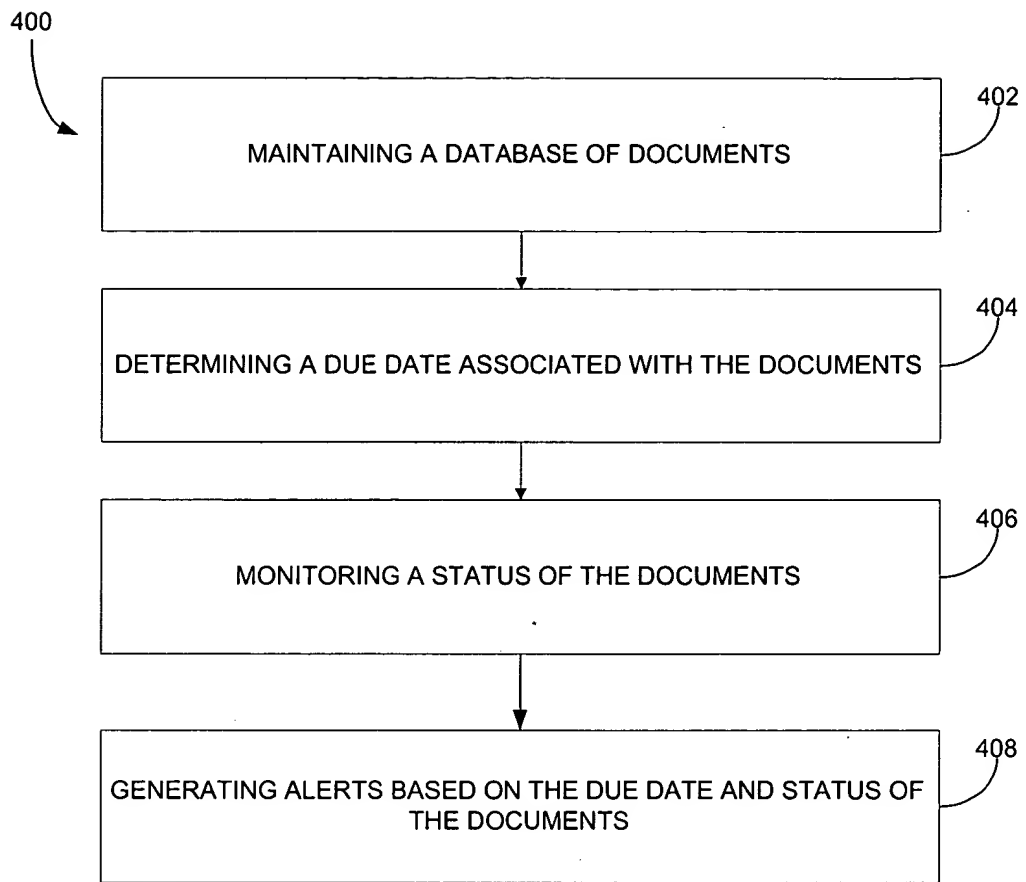 400
402
MAINTAINING A DATABASE OF DOCUMENTS
404
DETERMINING A DUE DATE ASSOCIATED WITH THE DOCUMENTS
406
MONITORING A STATUS OF THE DOCUMENTS
408
GENERATING ALERTS BASED ON THE DUE DATE AND STATUS OF
THE DOCUMENTS